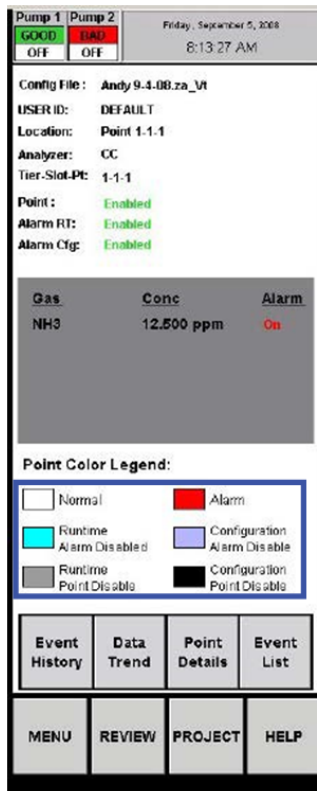 Pump 1 Pump 2
GOOD BAD
OFF OFF
Friday, September 5, 2008
8:13:27 AM
Config File : Andy 9-4-08.za_Vt
USER ID: DEFAULT
Location: Point 1-1-1
Analyzer: CC
Tier-Slot-Pt: 1-1-1
Point : Enabled
Alarm RT: Enabled
Alarm Cfg: Enabled
Gas Conc Alarm
NH3 12.500 ppm On
Point Color Legend:
Normal Alarm
Runtime Configuration
Alarm Disabled Alarm Disable
Runtime Configuration
Point Disable Point Disable
Event Data Point Event
History Trend Details List
MENU REVIEW PROJECT HELP